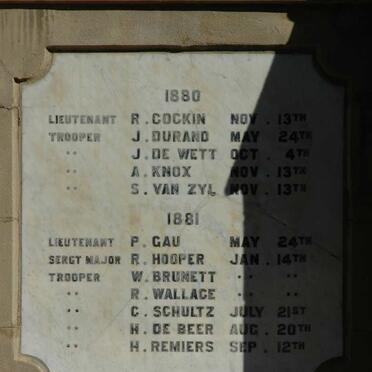 1880
LIEUTENANT R. COCKIN NOV. 13TH
TROOPER J. DURAND MAY 24TH
" J. DE WETT OCT. 4TH
" A. KNOX NOV. 13TH
" S. VAN ZYL NOV. 13TH
1881
LIEUTENANT P. GAU MAY 24TH
SERGT MAJOR R. HOOPER JAN. 14TH
TROOPER W. BRUNETT " "
" R. WALLACE " "
" C. SCHULTZ JULY 21ST
" H. DE BEER AUG. 20TH
" H. REMIERS SEP. 12TH